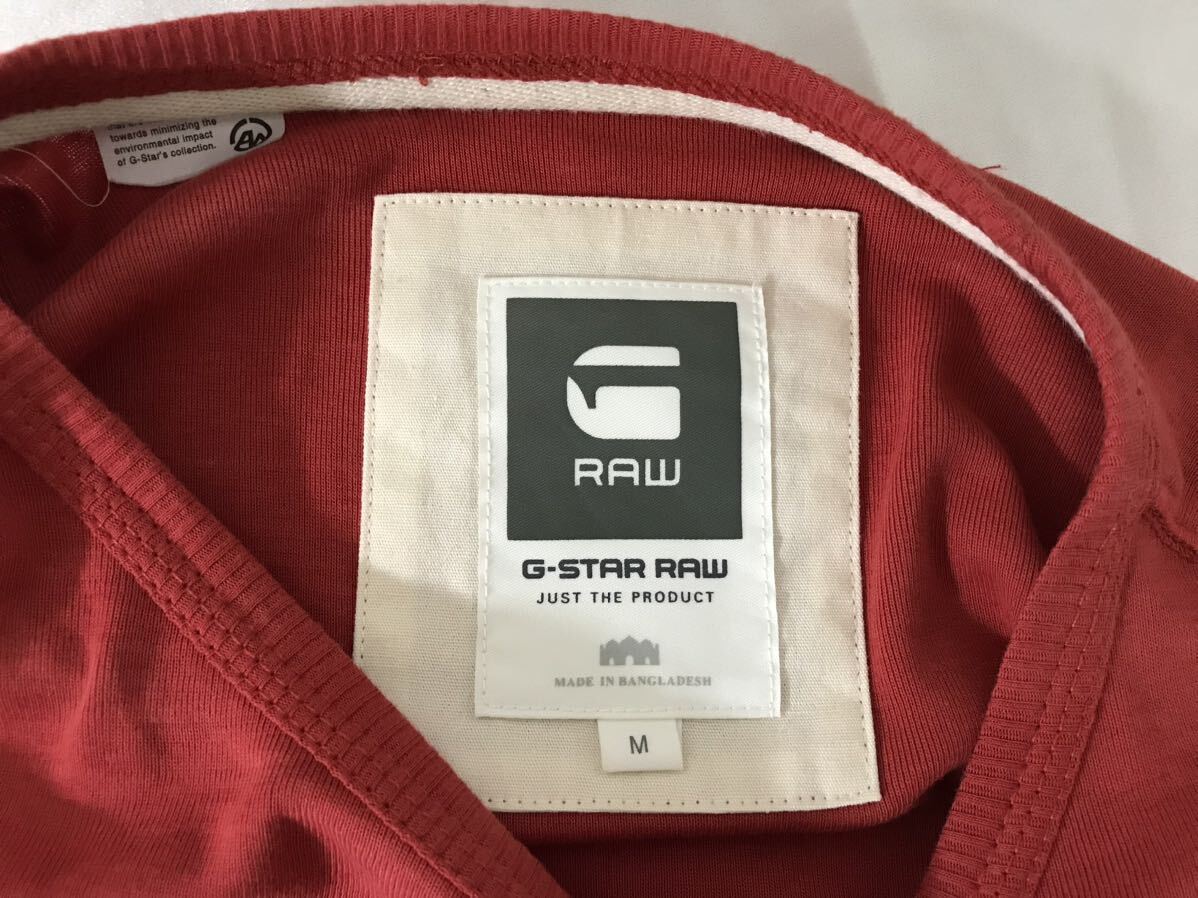 towards minimizing the
environmental impact
of G-Star's collection.
G
RAW
G-STAR RAW
JUST THE PRODUCT
MADE IN BANGLADESH
M